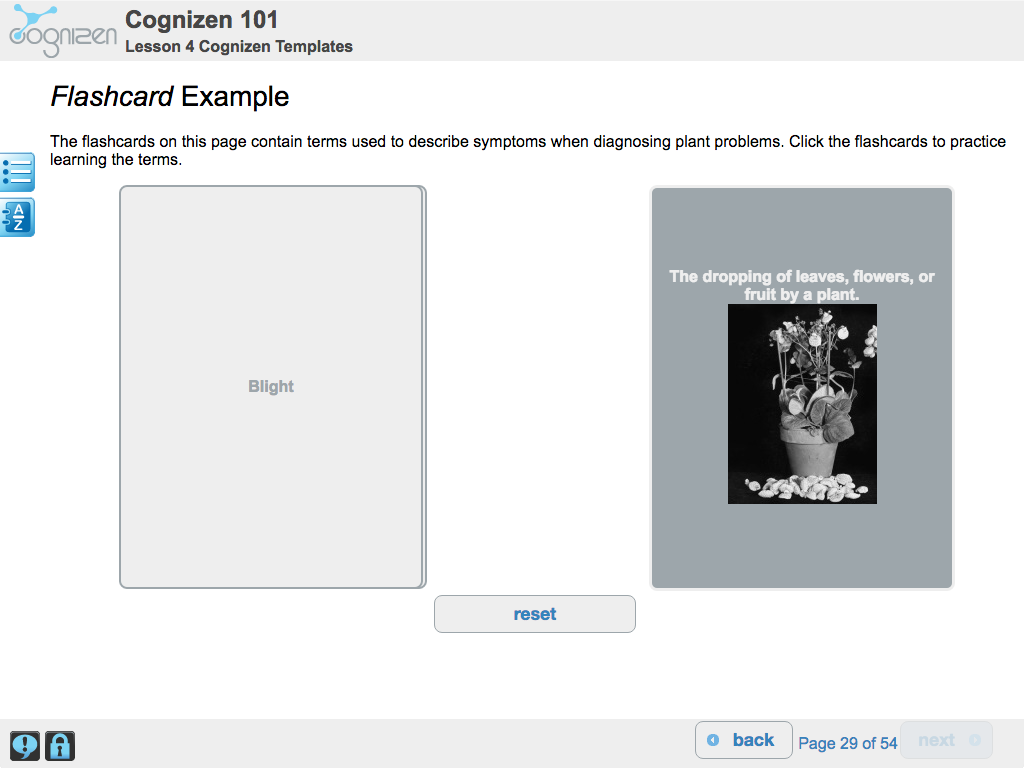 cognizen
Cognizen 101
Lesson 4 Cognizen Templates
Flashcard Example
The flashcards on this page contain terms used to describe symptoms when diagnosing plant problems. Click the flashcards to practice
learning the terms.
A
Z
Blight
The dropping of leaves, flowers, or
fruit by a plant.
reset
back
Page 29 of 54
next